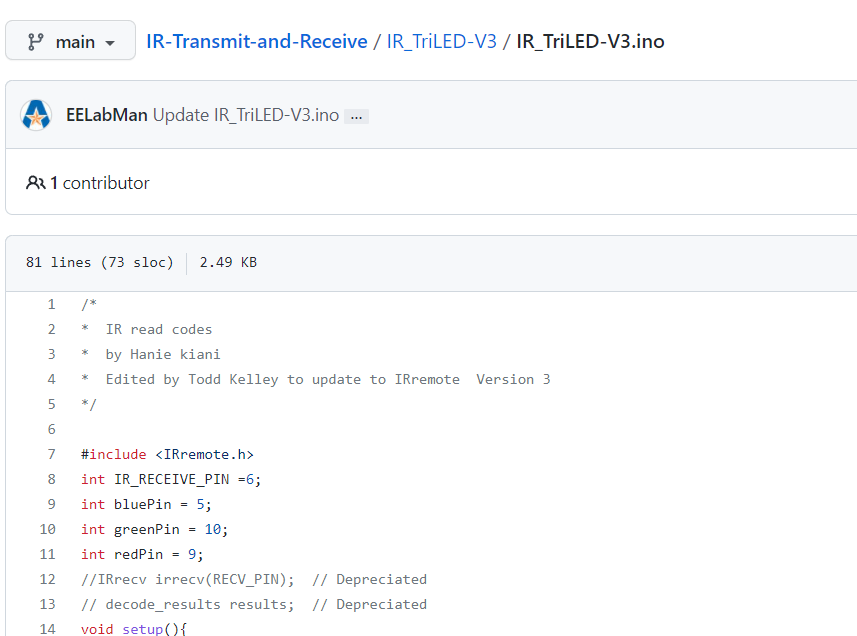 main
IR-Transmit-and-Receive / IR_TriLED-V3 / IR_TriLED-V3.ino
EELabMan Update IR_TriLED-V3.ino ...
1 contributor
81 lines (73 sloc) 2.49 KB
1 /*
2 *  IR read codes
3 *  by Hanie kiani
4 *  Edited by Todd Kelley to update to IRremote  Version 3
5 */
6
7 #include <IRremote.h>
8 int IR_RECEIVE_PIN =6;
9 int bluePin = 5;
10 int greenPin = 10;
11 int redPin = 9;
12 //IRrecv irrecv(RECV_PIN);  // Depreciated
13 // decode_results results;  // Depreciated
14 void setup(){